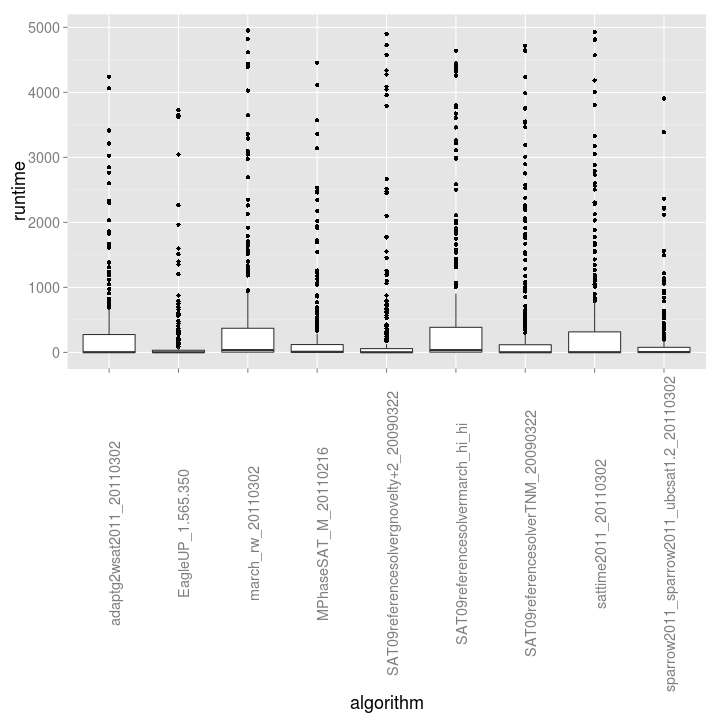 5000
4000
3000
2000
1000
0
runtime
adaptg2wsat2011_20110302
EagleUP_1.565.350
march_rw_20110302
MPhaseSAT_M_20110216
SAT09referencesolvergnovelty+2_20090322
SAT09referencesolvermarch_hi_hi
SAT09referencesolverTNM_20090322
sattime2011_20110302
sparrow2011_sparrow2011_ubcsat1.2_20110302
algorithm